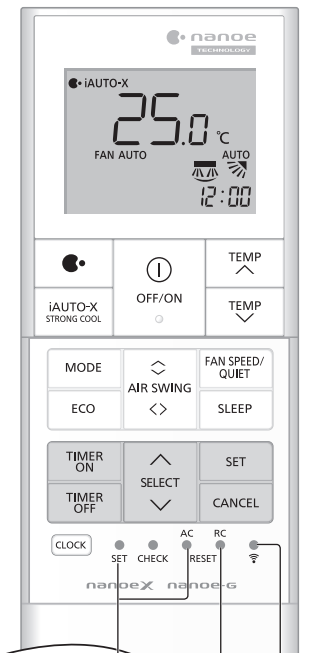 nanoe
TECHNOLOGY
iAUTO-X
25.0 °C
FAN AUTO
AUTO
12:00
TEMP
OFF/ON
iAUTO-X
STRONG COOL
TEMP
MODE
AIR SWING
FAN SPEED/
QUIET
ECO
SLEEP
TIMER
ON
SELECT
SET
TIMER
OFF
CANCEL
AC RC
CLOCK
SET CHECK RESET
nanoeX nanoe-G